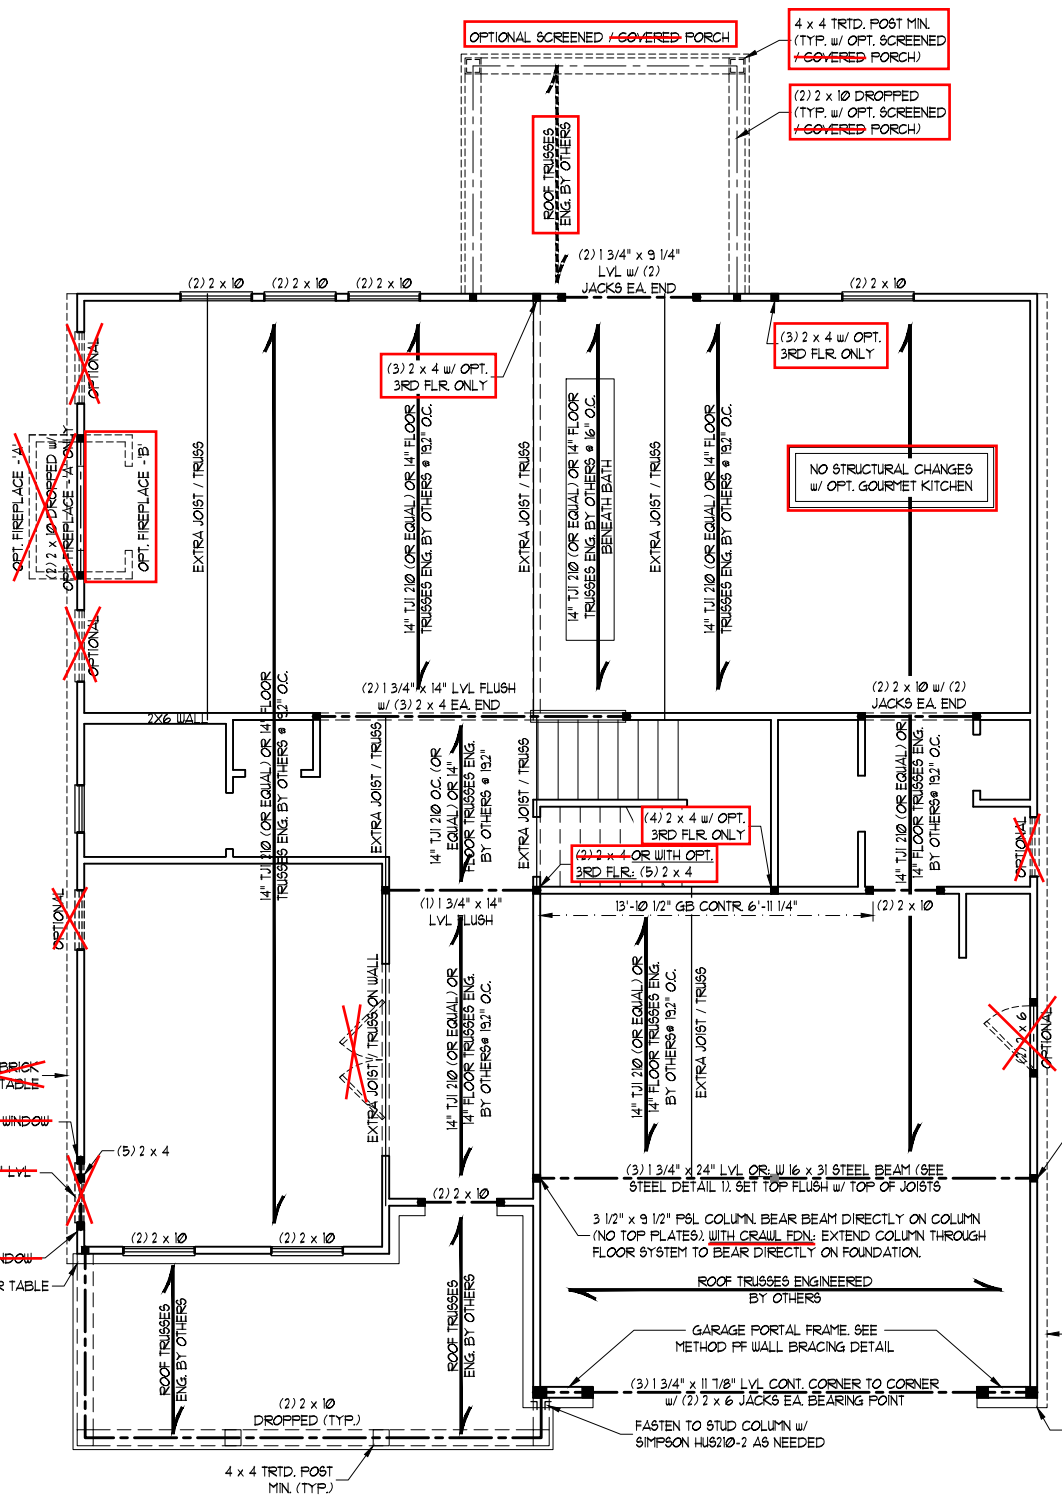 OPTIONAL SCREENED / COVERED PORCH
4 x 4 TRTD. POST MIN.
(TYP. w/ OPT. SCREENED
/ COVERED PORCH)
(2) 2 x 10 DROPPED
(TYP. w/ OPT. SCREENED
/ COVERED PORCH)
ROOF TRUSSES
ENG. BY OTHERS
(2) 1 3/4" x 9 1/4"
LVL w/ (2)
JACKS EA. END
(2) 2 x 10
(2) 2 x 10
(2) 2 x 10
(2) 2 x 10
OPTIONAL
(3) 2 x 4 w/ OPT.
3RD FLR. ONLY
(3) 2 x 4 w/ OPT.
3RD FLR. ONLY
OPT. FIREPLACE - 'A'
(2) 2 x 10 DROPPED w/
OPT. FIREPLACE - 'A' ONLY
OPT. FIREPLACE - 'B'
EXTRA JOIST / TRUSS
14" TJI 210 (OR EQUAL) OR 14" FLOOR
TRUSSES ENG. BY OTHERS @ 19.2" O.C.
EXTRA JOIST / TRUSS
14" TJI 210 (OR EQUAL) OR 14" FLOOR
TRUSSES ENG. BY OTHERS @ 16" O.C.
BENEATH BATH
EXTRA JOIST / TRUSS
14" TJI 210 (OR EQUAL) OR 14" FLOOR
TRUSSES ENG. BY OTHERS @ 19.2" O.C.
NO STRUCTURAL CHANGES
w/ OPT. GOURMET KITCHEN
OPTIONAL
14" TJI 210 (OR EQUAL) OR 14" FLOOR
TRUSSES ENG. BY OTHERS @ 19.2" O.C.
(2) 1 3/4" x 14" LVL FLUSH
w/ (3) 2 x 4 EA. END
(2) 2 x 10 w/ (2)
JACKS EA. END
2X6 WALL
EXTRA JOIST / TRUSS
14" TJI 210 O.C. (OR
EQUAL) OR 14"
FLOOR TRUSSES ENG.
BY OTHERS @ 19.2"
EXTRA JOIST / TRUSS
14" TJI 210 (OR EQUAL) OR
14" FLOOR TRUSSES ENG.
BY OTHERS @ 19.2" O.C.
(4) 2 x 4 w/ OPT.
3RD FLR. ONLY
(2) 2 x 4 OR WITH OPT.
3RD FLR.: (5) 2 x 4
OPTIONAL
OPTIONAL
(1) 1 3/4" x 14"
LVL FLUSH
13'-10 1/2" GB CONTR. 6'-11 1/4"
(2) 2 x 10
EXTRA JOIST / TRUSS ON WALL
14" TJI 210 (OR EQUAL) OR
14" FLOOR TRUSSES ENG.
BY OTHERS @ 19.2" O.C.
14" TJI 210 (OR EQUAL) OR
14" FLOOR TRUSSES ENG.
BY OTHERS @ 19.2" O.C.
EXTRA JOIST / TRUSS
(2) 2 x 6
OPTIONAL
BRICK
TABLE
WINDOW
LVL
(5) 2 x 4
TABLE
(3) 1 3/4" x 24" LVL OR: W 16 x 31 STEEL BEAM (SEE
STEEL DETAIL 1). SET TOP FLUSH w/ TOP OF JOISTS
(2) 2 x 10
3 1/2" x 9 1/2" PSL COLUMN. BEAR BEAM DIRECTLY ON COLUMN
(NO TOP PLATES). WITH CRAWL FDN.: EXTEND COLUMN THROUGH
FLOOR SYSTEM TO BEAR DIRECTLY ON FOUNDATION.
(2) 2 x 10
(2) 2 x 10
ROOF TRUSSES ENGINEERED
BY OTHERS
ROOF TRUSSES
ENG. BY OTHERS
ROOF TRUSSES
ENG. BY OTHERS
GARAGE PORTAL FRAME. SEE
METHOD PF WALL BRACING DETAIL
(3) 1 3/4" x 11 7/8" LVL CONT. CORNER TO CORNER
w/ (2) 2 x 6 JACKS EA. BEARING POINT
(2) 2 x 10
DROPPED (TYP.)
FASTEN TO STUD COLUMN w/
SIMPSON HUS210-2 AS NEEDED
4 x 4 TRTD. POST
MIN. (TYP.)